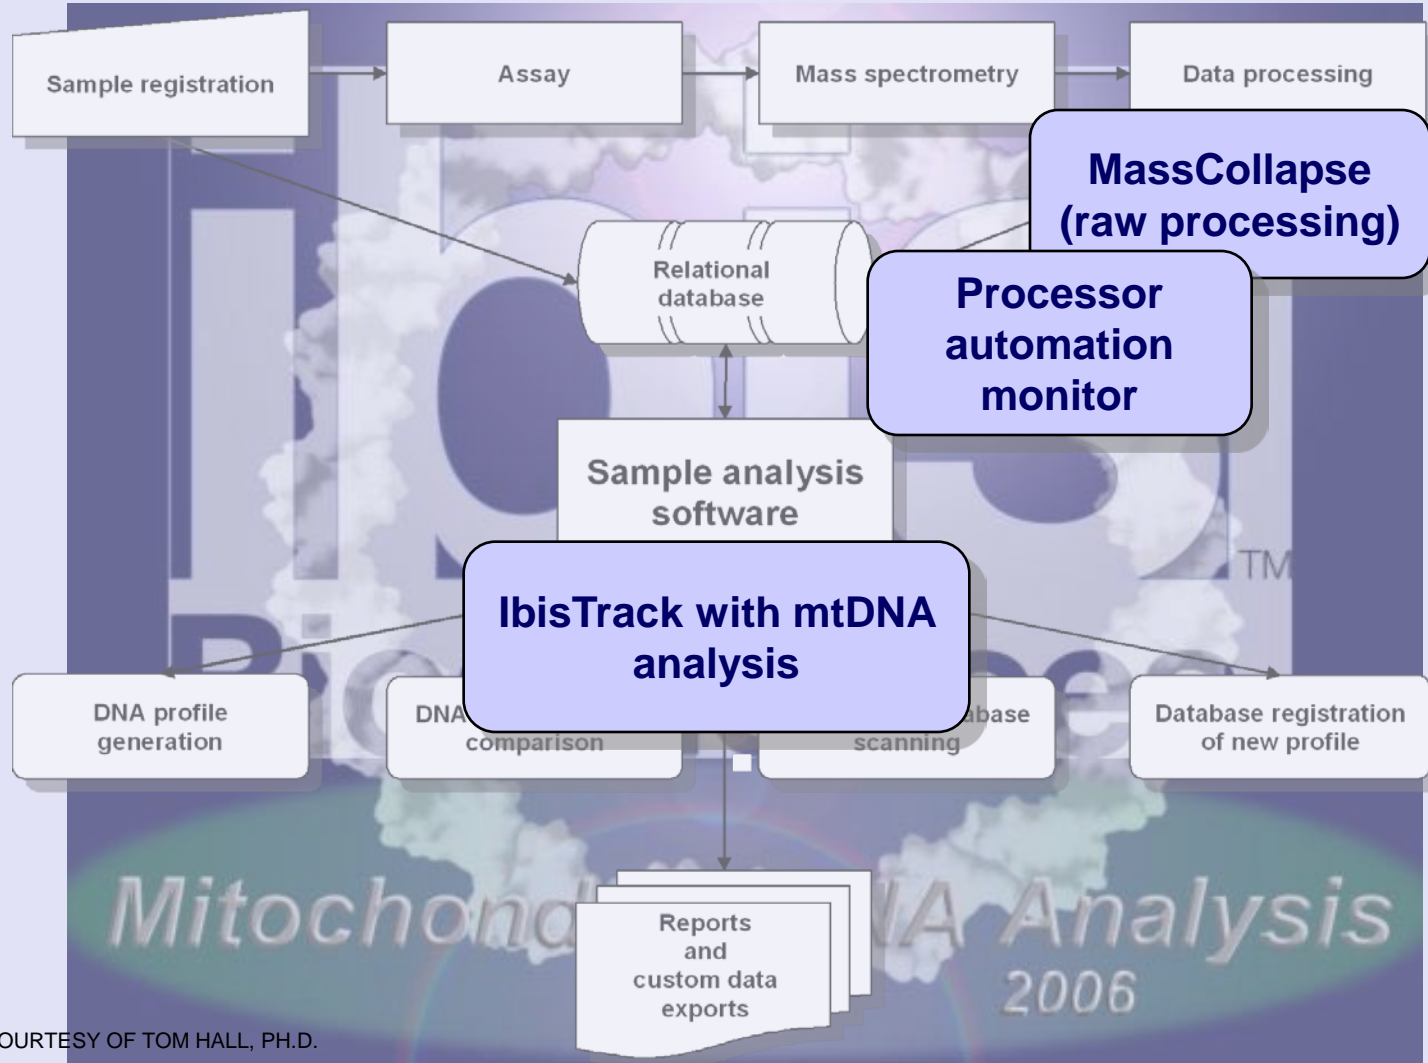 Sample registration
Assay
Mass spectrometry
Data processing
MassCollapse
(raw processing)
Relational
database
Processor
automation
monitor
Sample analysis
software
TM
IbisTrack with mtDNA
analysis
DNA profile
generation
DNA
comparison
scanning
Database registration
of new profile
Mitochond
NA Analysis
2006
Reports
and
custom data
exports
OURTESY OF TOM HALL, PH.D.